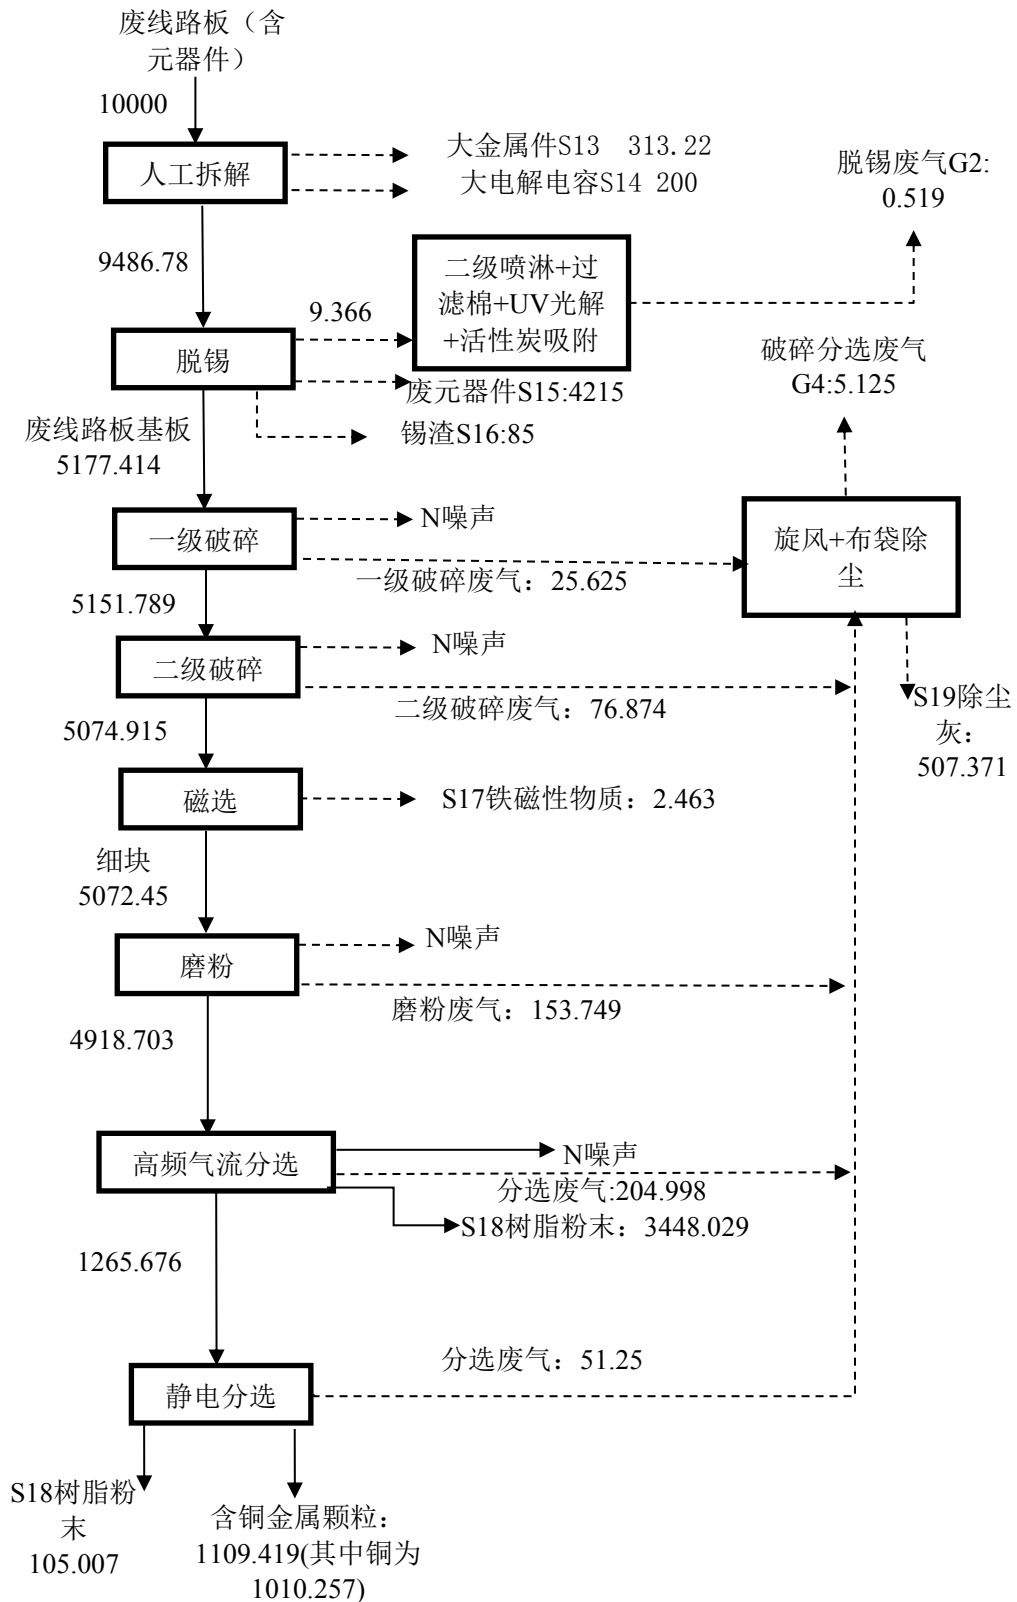 废线路板（含
元器件）
10000
人工拆解
大金属件S13 313.22
大电解电容S14 200
脱锡废气G2:
0.519
9486.78
二级喷淋+过
滤棉+UV光解
+活性炭吸附
9.366
脱锡
废元器件S15:4215
锡渣S16:85
破碎分选废气
G4:5.125
废线路板基板
5177.414
一级破碎
N噪声
一级破碎废气：25.625
旋风+布袋除
尘
5151.789
二级破碎
N噪声
二级破碎废气：76.874
S19除尘
灰：
507.371
5074.915
磁选
S17铁磁性物质：2.463
细块
5072.45
磨粉
N噪声
磨粉废气：153.749
4918.703
高频气流分选
N噪声
分选废气:204.998
S18树脂粉末：3448.029
1265.676
分选废气：51.25
静电分选
S18树脂粉
末
105.007
含铜金属颗粒：
1109.419(其中铜为
1010.257)